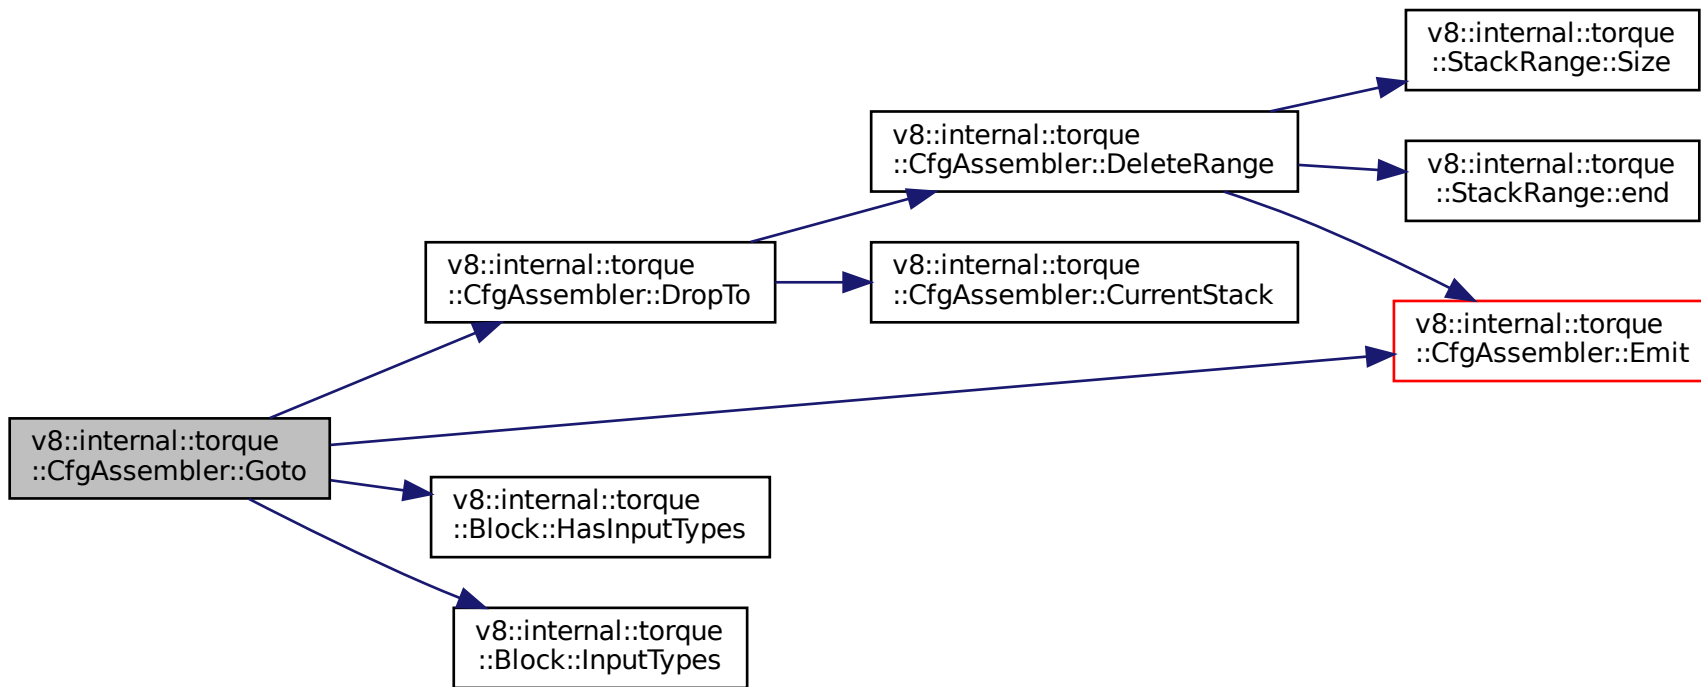 v8::internal::torque
::StackRange::Size
v8::internal::torque
::CfgAssembler::DeleteRange
v8::internal::torque
::StackRange::end
v8::internal::torque
::CfgAssembler::DropTo
v8::internal::torque
::CfgAssembler::CurrentStack
v8::internal::torque
::CfgAssembler::Emit
v8::internal::torque
::CfgAssembler::Goto
v8::internal::torque
::Block::HasInputTypes
v8::internal::torque
::Block::InputTypes